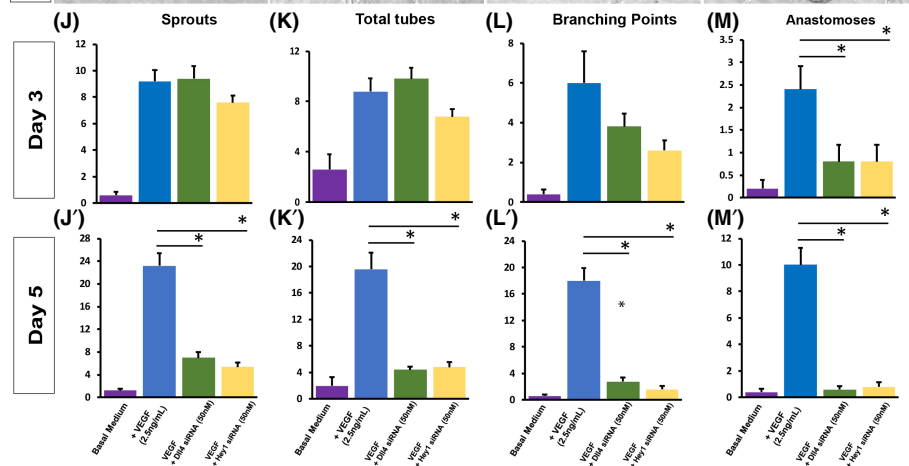 (J) Sprouts (K) Total tubes (L) Branching Points (M) Anastomoses
Day 3
12
10
8
6
4
2
0
12
8
4
0
8
6
4
2
0
3.5
3
2.5
2
1.5
1
0.5
0
*
*
(J′) (K′) (L′) (M′)
Day 5
28
24
20
16
12
8
4
0
*
*
24
20
16
12
8
4
0
*
*
24
20
16
12
8
4
0
*
*
*
12
10
8
6
4
2
0
*
*
Basal Medium
+ VEGF
(2.5ng/mL)
VEGF
+ Dll4 siRNA (50nM)
VEGF
+ Hey1 siRNA (50nM)
Basal Medium
+ VEGF
(2.5ng/mL)
VEGF
+ Dll4 siRNA (50nM)
VEGF
+ Hey1 siRNA (50nM)
Basal Medium
+ VEGF
(2.5ng/mL)
VEGF
+ Dll4 siRNA (50nM)
VEGF
+ Hey1 siRNA (50nM)
Basal Medium
+ VEGF
(2.5ng/mL)
VEGF
+ Dll4 siRNA (50nM)
VEGF
+ Hey1 siRNA (50nM)